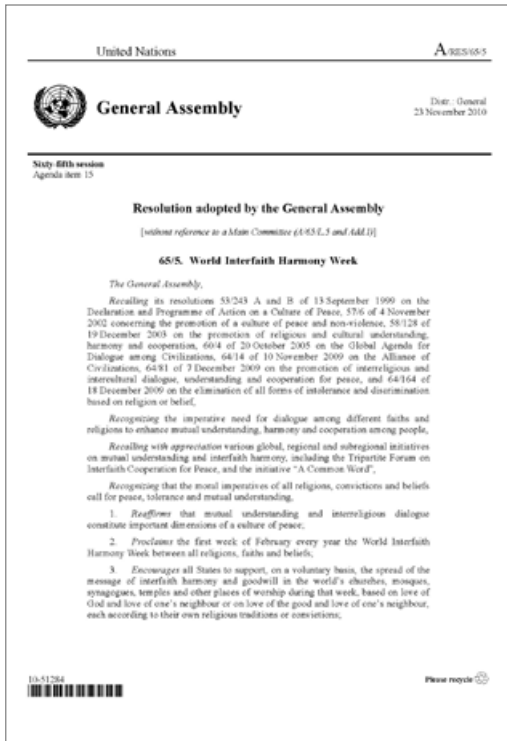 United Nations
A/RES/65/5
General Assembly
Distr.: General
23 November 2010
Sixty-fifth session
Agenda item 15
Resolution adopted by the General Assembly
[without reference to a Main Committee (A/65/L.5 and Add.1)]
65/5. World Interfaith Harmony Week
The General Assembly,
Recalling its resolutions 53/243 A and B of 13 September 1999 on the
Declaration and Programme of Action on a Culture of Peace, 57/6 of 4 November
2002 concerning the promotion of a culture of peace and non-violence, 58/128 of
19 December 2003 on the promotion of religious and cultural understanding,
harmony and cooperation, 60/4 of 20 October 2005 on the Global Agenda for
Dialogue among Civilizations, 64/14 of 10 November 2009 on the Alliance of
Civilizations, 64/81 of 7 December 2009 on the promotion of interreligious and
intercultural dialogue, understanding and cooperation for peace, and 64/164 of
18 December 2009 on the elimination of all forms of intolerance and discrimination
based on religion or belief,
Recognizing the imperative need for dialogue among different faiths and
religions to enhance mutual understanding, harmony and cooperation among people,
Recalling with appreciation various global, regional and subregional initiatives
on mutual understanding and interfaith harmony, including the Tripartite Forum on
Interfaith Cooperation for Peace, and the initiative "A Common Word",
Recognizing that the moral imperatives of all religions, convictions and beliefs
call for peace, tolerance and mutual understanding,
1. Reaffirms that mutual understanding and interreligious dialogue
constitute important dimensions of a culture of peace;
2. Proclaims the first week of February every year the World Interfaith
Harmony Week between all religions, faiths and beliefs;
3. Encourages all States to support, on a voluntary basis, the spread of the
message of interfaith harmony and goodwill in the world's churches, mosques,
synagogues, temples and other places of worship during that week, based on love of
God and love of one's neighbour or on love of the good and love of one's neighbour,
each according to their own religious traditions or convictions;
10-51284
Please recycle